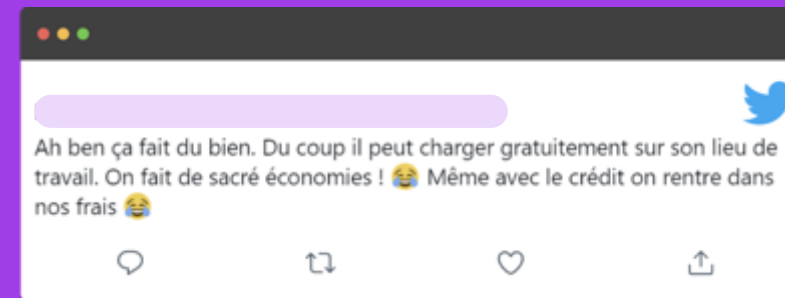 Ah ben ça fait du bien. Du coup il peut charger gratuitement sur son lieu de
travail. On fait de sacré économies ! 😂 Même avec le crédit on rentre dans
nos frais 😂